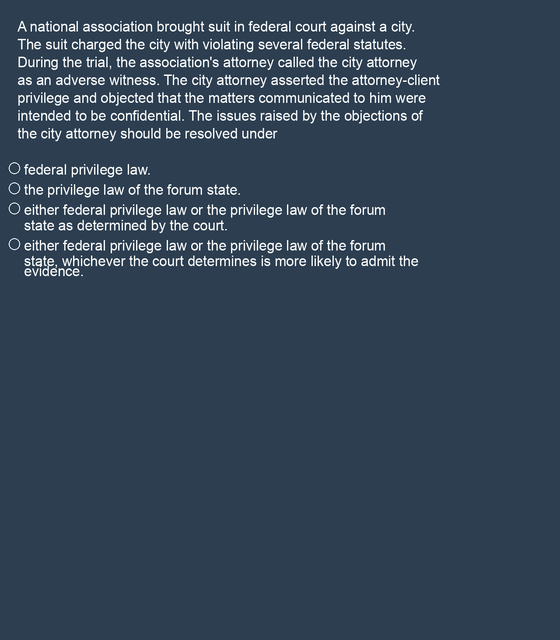 A national association brought suit in federal court against a city.
The suit charged the city with violating several federal statutes.
During the trial, the association's attorney called the city attorney
as an adverse witness. The city attorney asserted the attorney-client
privilege and objected that the matters communicated to him were
intended to be confidential. The issues raised by the objections of
the city attorney should be resolved under
federal privilege law.
the privilege law of the forum state.
either federal privilege law or the privilege law of the forum
state as determined by the court.
either federal privilege law or the privilege law of the forum
state, whichever the court determines is more likely to admit the
evidence.